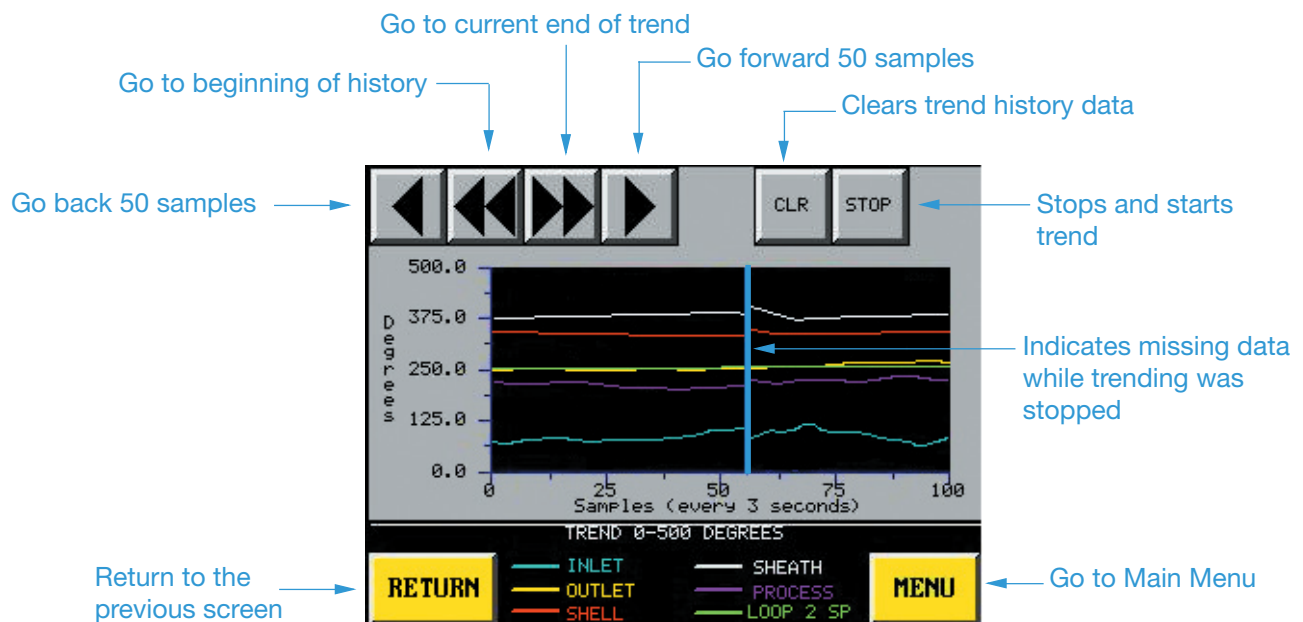 Go to current end of trend
Go forward 50 samples
Go to beginning of history
Clears trend history data
Go back 50 samples
CLR
STOP
Stops and starts
trend
500.0
375.0
250.0
125.0
0.0
Degrees
Indicates missing data
while trending was
stopped
0
25
50
75
100
Samples (every 3 seconds)
TREND 0-500 DEGREES
INLET
SHEATH
OUTLET
PROCESS
SHELL
LOOP 2 SP
RETURN
MENU
Return to the
previous screen
Go to Main Menu